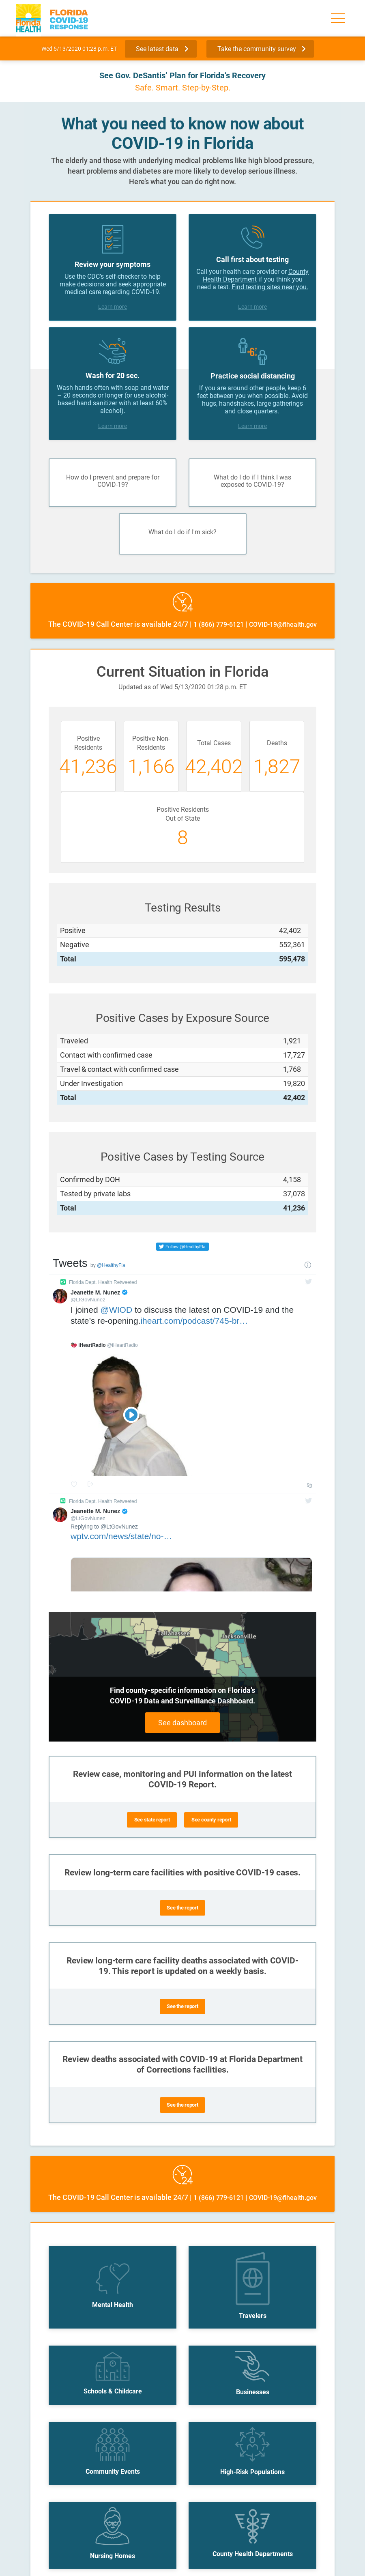 Florida
HEALTH
FLORIDA
COVID-19
RESPONSE
Wed 5/13/2020 01:28 p.m. ET
See latest data
Take the community survey
See Gov. DeSantis' Plan for Florida's Recovery
Safe. Smart. Step-by-Step.
What you need to know now about
COVID-19 in Florida
The elderly and those with underlying medical problems like high blood pressure,
heart problems and diabetes are more likely to develop serious illness.
Here's what you can do right now.
Review your symptoms
Use the CDC's self-checker to help
make decisions and seek appropriate
medical care regarding COVID-19.
Learn more
Call first about testing
Call your health care provider or County
Health Department if you think you
need a test. Find testing sites near you.
Learn more
Wash for 20 sec.
Wash hands often with soap and water
– 20 seconds or longer (or use alcohol-
based hand sanitizer with at least 60%
alcohol).
Learn more
6'
Practice social distancing
If you are around other people, keep 6
feet between you when possible. Avoid
hugs, handshakes, large gatherings
and close quarters.
Learn more
How do I prevent and prepare for
COVID-19?
What do I do if I think I was
exposed to COVID-19?
What do I do if I'm sick?
24
The COVID-19 Call Center is available 24/7 | 1 (866) 779-6121 | COVID-19@flhealth.gov
Current Situation in Florida
Updated as of Wed 5/13/2020 01:28 p.m. ET
Positive
Residents
41,236
Positive Non-
Residents
1,166
Total Cases
42,402
Deaths
1,827
Positive Residents
Out of State
8
Testing Results
Positive 42,402
Negative 552,361
Total 595,478
Positive Cases by Exposure Source
Traveled 1,921
Contact with confirmed case 17,727
Travel & contact with confirmed case 1,768
Under Investigation 19,820
Total 42,402
Positive Cases by Testing Source
Confirmed by DOH 4,158
Tested by private labs 37,078
Total 41,236
Follow @HealthyFla
Tweets by @HealthyFla
Florida Dept. Health Retweeted
Jeanette M. Nunez
@LtGovNunez
I joined @WIOD to discuss the latest on COVID-19 and the
state's re-opening.iheart.com/podcast/745-br…
iHeartRadio @iHeartRadio
Florida Dept. Health Retweeted
Jeanette M. Nunez
@LtGovNunez
Replying to @LtGovNunez
wptv.com/news/state/no-…
Tallahassee
Jacksonville
Find county-specific information on Florida's
COVID-19 Data and Surveillance Dashboard.
See dashboard
Review case, monitoring and PUI information on the latest
COVID-19 Report.
See state report
See county report
Review long-term care facilities with positive COVID-19 cases.
See the report
Review long-term care facility deaths associated with COVID-
19. This report is updated on a weekly basis.
See the report
Review deaths associated with COVID-19 at Florida Department
of Corrections facilities.
See the report
24
The COVID-19 Call Center is available 24/7 | 1 (866) 779-6121 | COVID-19@flhealth.gov
Mental Health
Travelers
Schools & Childcare
Businesses
Community Events
High-Risk Populations
Nursing Homes
County Health Departments